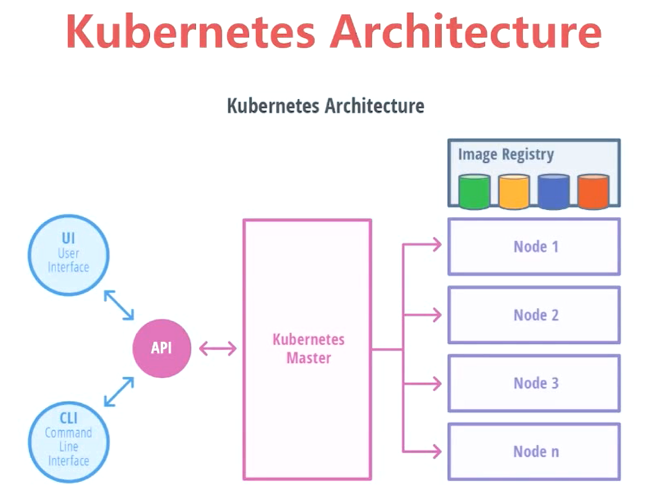 Kubernetes Architecture
Kubernetes Architecture
Image Registry
UI
User
Interface
API
CLI
Command
Line
Interface
Kubernetes
Master
Node 1
Node 2
Node 3
Node n